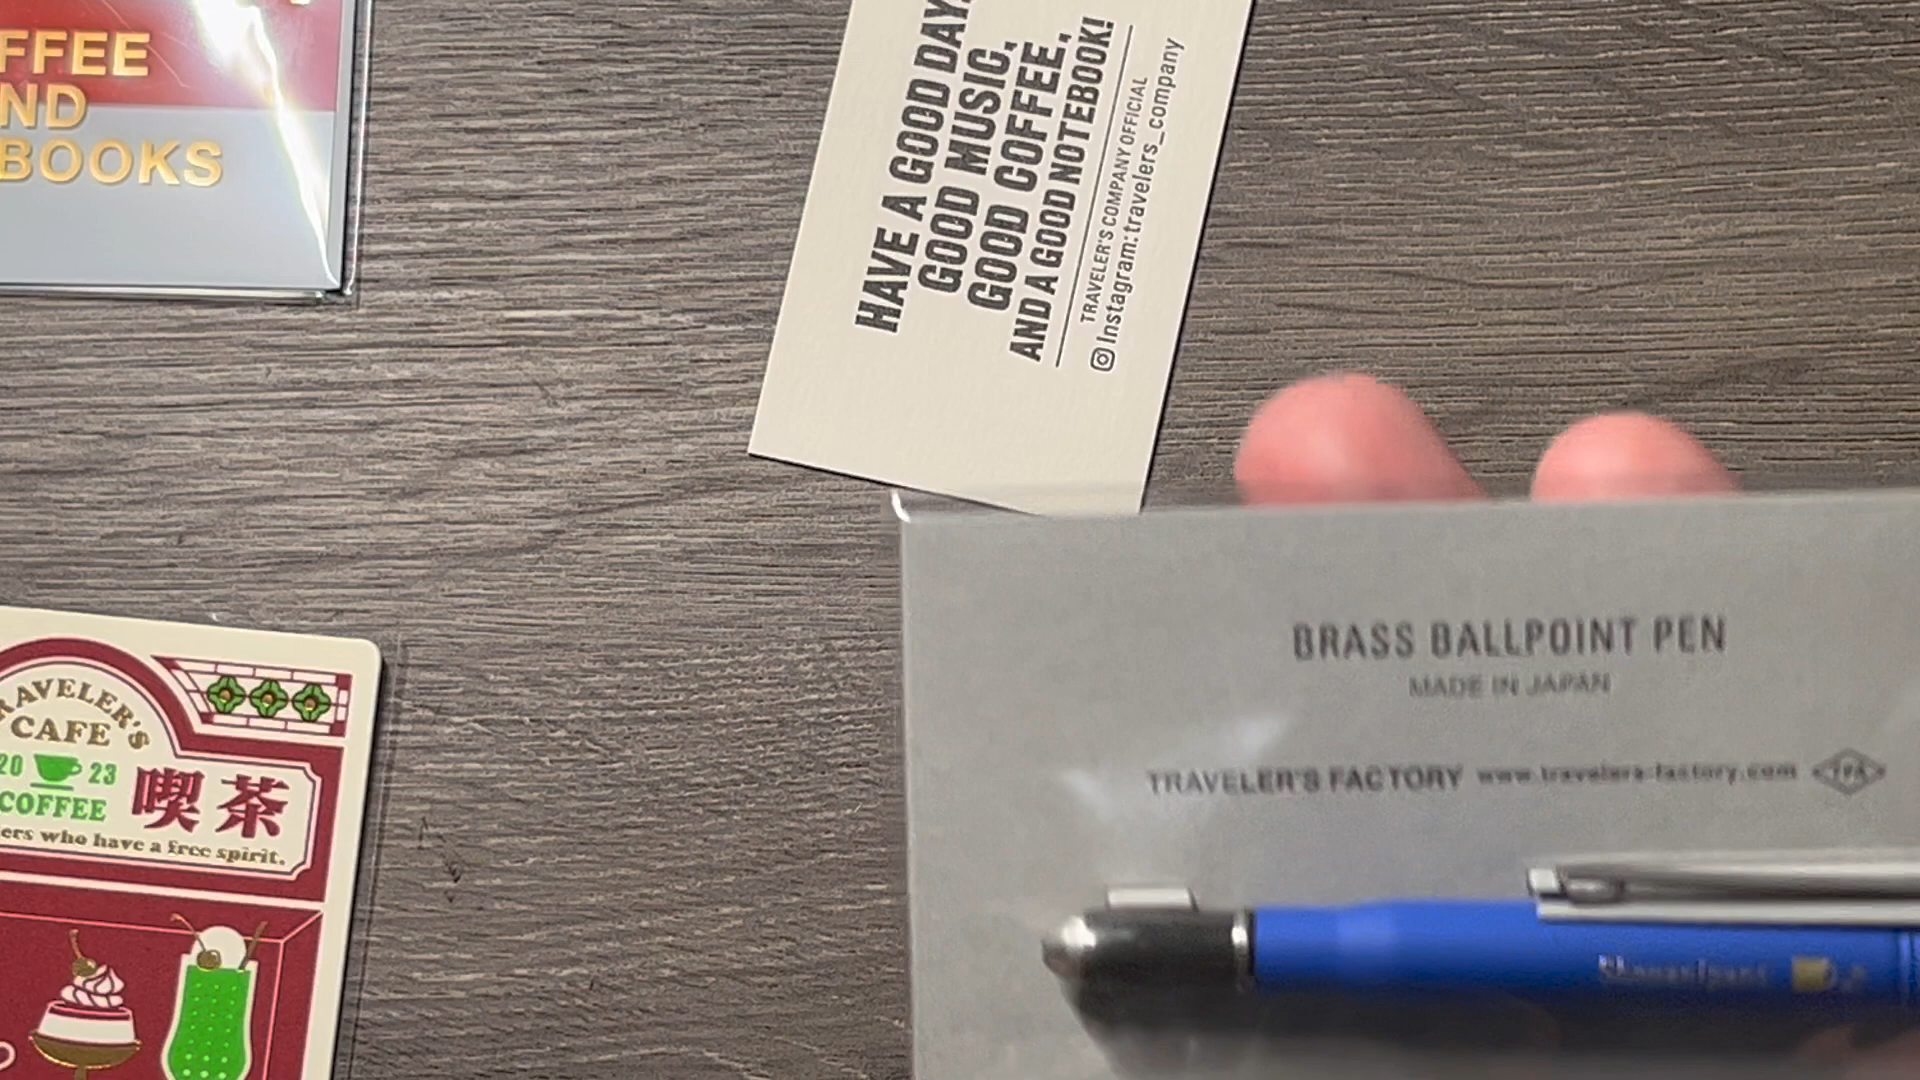 FFEE
ND
BOOKS
HAVE A GOOD DAY.
GOOD MUSIC,
GOOD COFFEE,
AND A GOOD NOTEBOOK!
TRAVELER'S COMPANY OFFICIAL
Instagram:travelers_company
BRASS BALLPOINT PEN
MADE IN JAPAN
TRAVELER'S FACTORY www.travelers-factory.com
RAVELER'S
CAFE
20 23
COFFEE
喫茶
ers who have a free spirit.